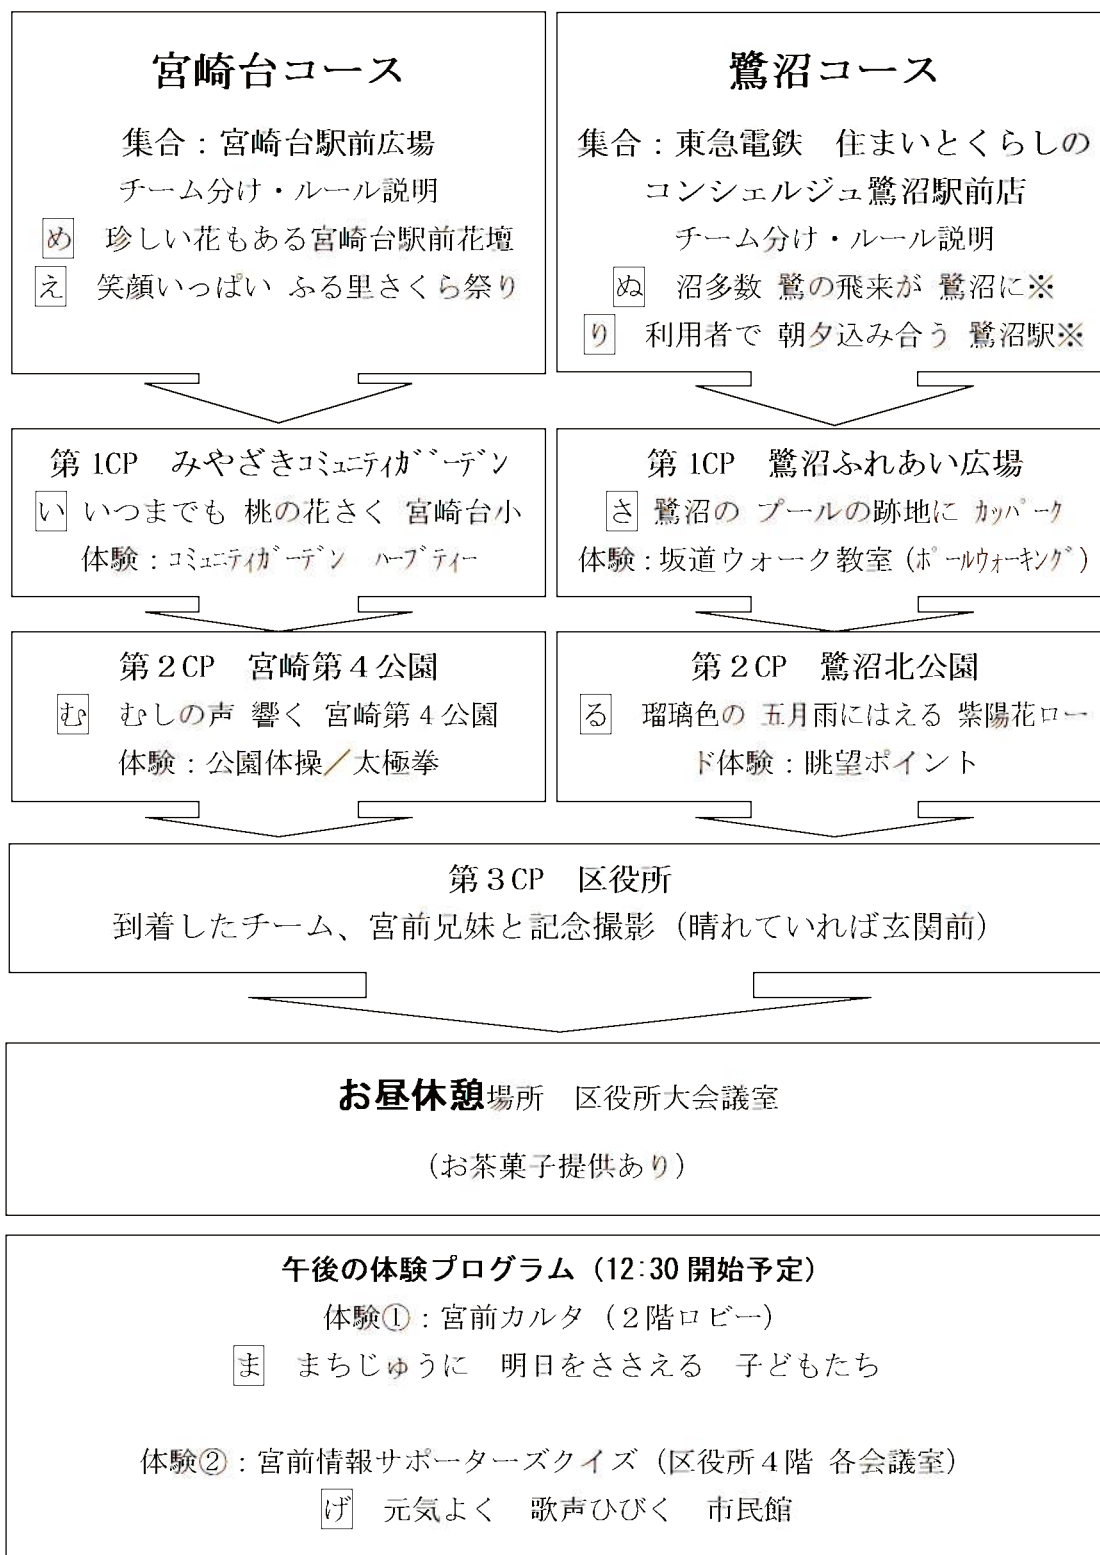 宮崎台コース
集合：宮崎台駅前広場
チーム分け・ルール説明
め　珍しい花もある宮崎台駅前花壇
え　笑顔いっぱい ふる里さくら祭り
鷺沼コース
集合：東急電鉄　住まいとくらしの
コンシェルジュ鷺沼駅前店
チーム分け・ルール説明
ぬ　沼多数 鷺の飛来が 鷺沼に※
り　利用者で 朝夕込み合う 鷺沼駅※
第1CP　みやざきｺﾐｭﾆﾃｨｶﾞｰﾃﾞﾝ
い いつまでも 桃の花さく 宮崎台小
体験：ｺﾐｭﾆﾃｨｶﾞｰﾃﾞﾝ　ﾊｰﾌﾞﾃｨｰ
第1CP　鷺沼ふれあい広場
さ 鷺沼の プールの跡地に ｶｯﾊﾟｰｸ
体験：坂道ウォーク教室（ﾎﾟｰﾙｳｫｰｷﾝｸﾞ）
第２CP　宮崎第４公園
む　むしの声 響く 宮崎第４公園
体験：公園体操／太極拳
第２CP　鷺沼北公園
る　瑠璃色の 五月雨にはえる 紫陽花ロー
ド体験：眺望ポイント
第３CP　区役所
到着したチーム、宮前兄妹と記念撮影（晴れていれば玄関前）
お昼休憩場所　区役所大会議室
（お茶菓子提供あり）
午後の体験プログラム（12:30 開始予定）
体験①：宮前カルタ（２階ロビー）
ま　まちじゅうに　明日をささえる　子どもたち
体験②：宮前情報サポーターズクイズ（区役所４階 各会議室）
げ　元気よく　歌声ひびく　市民館